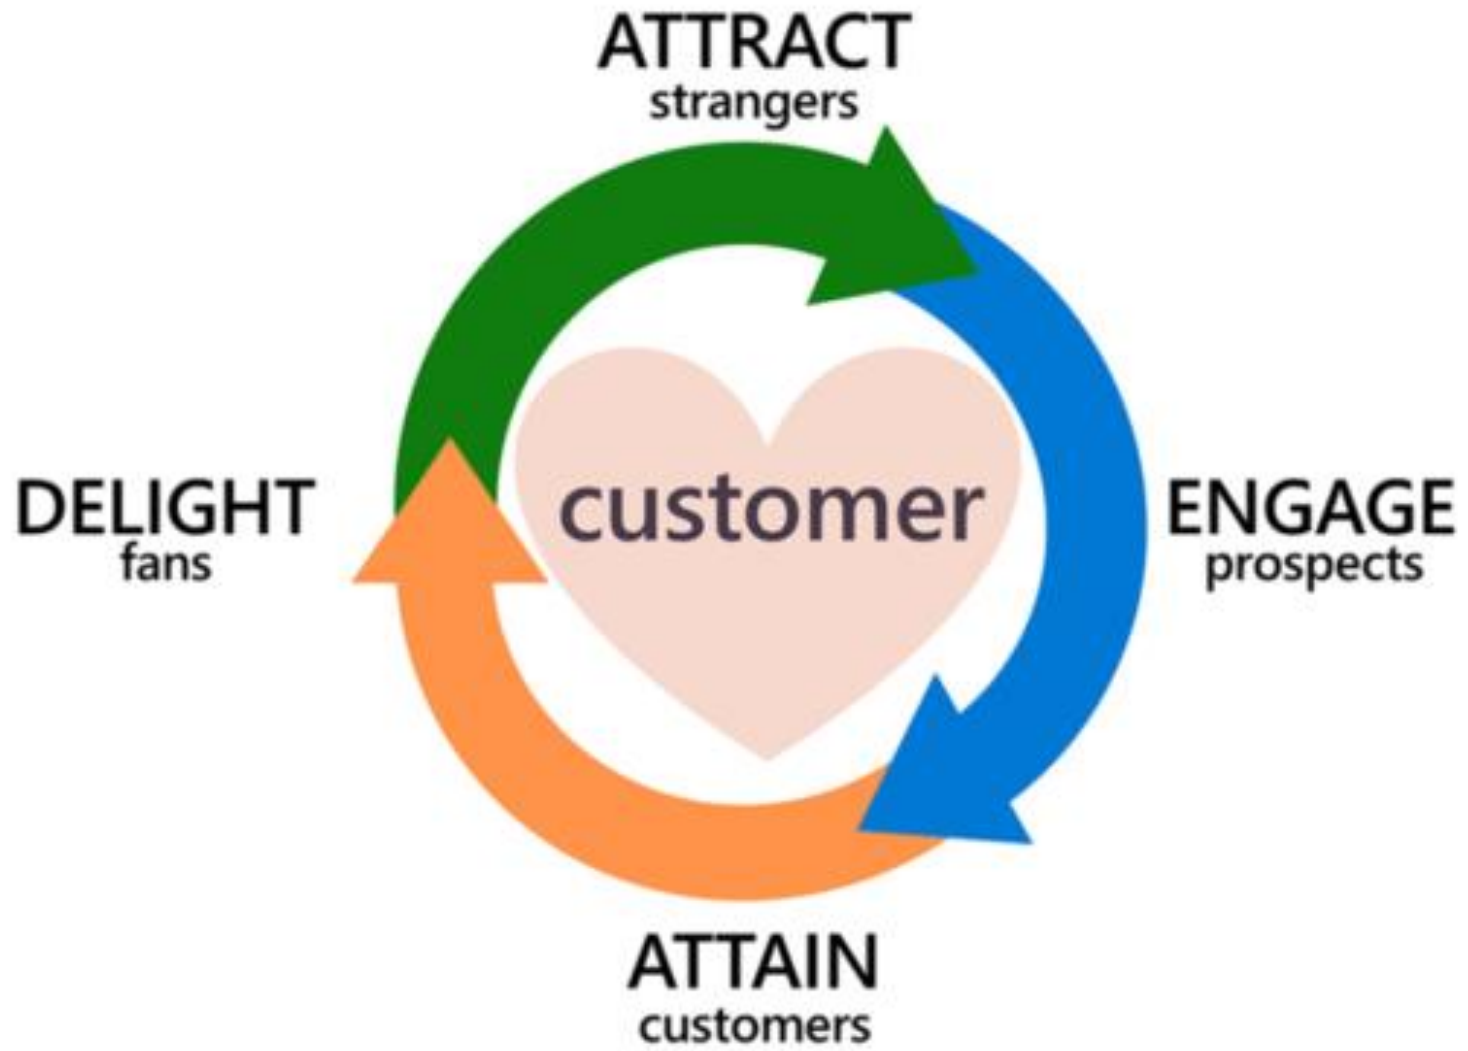 ATTRACT
strangers
DELIGHT
fans
customer
ENGAGE
prospects
ATTAIN
customers